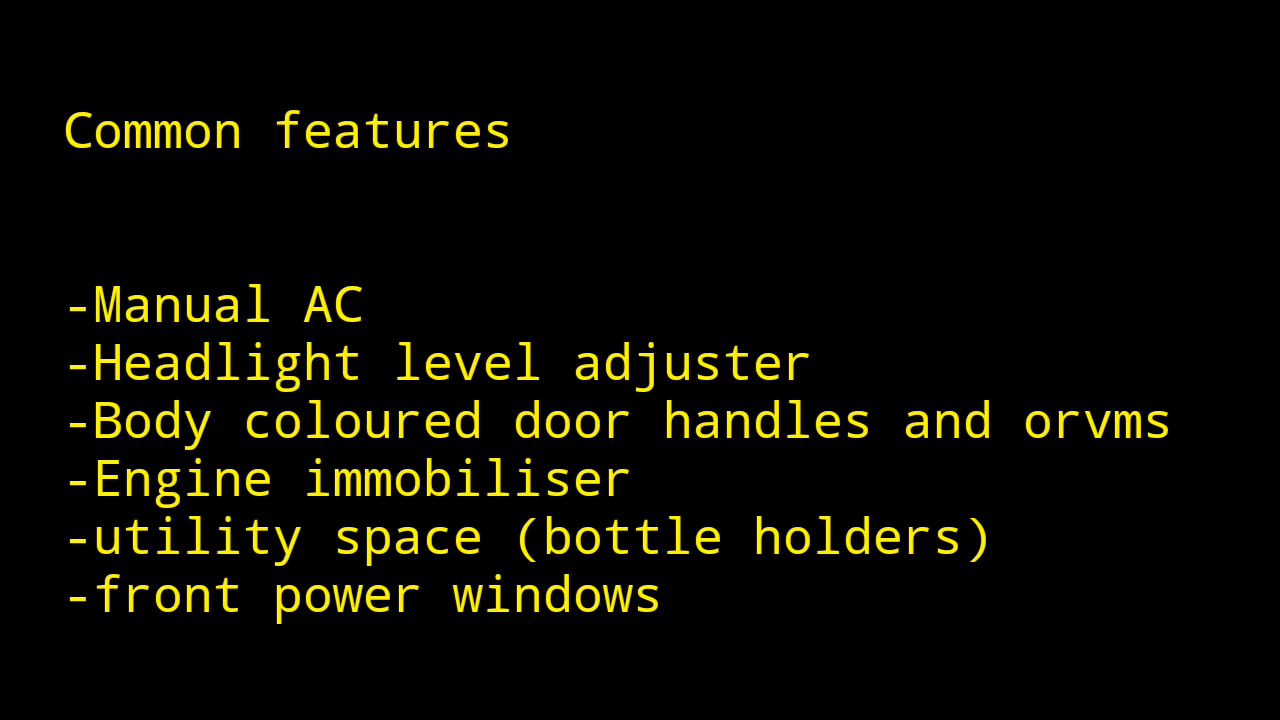 Common features
-Manual AC
-Headlight level adjuster
-Body coloured door handles and orvms
-Engine immobiliser
-utility space (bottle holders)
-front power windows